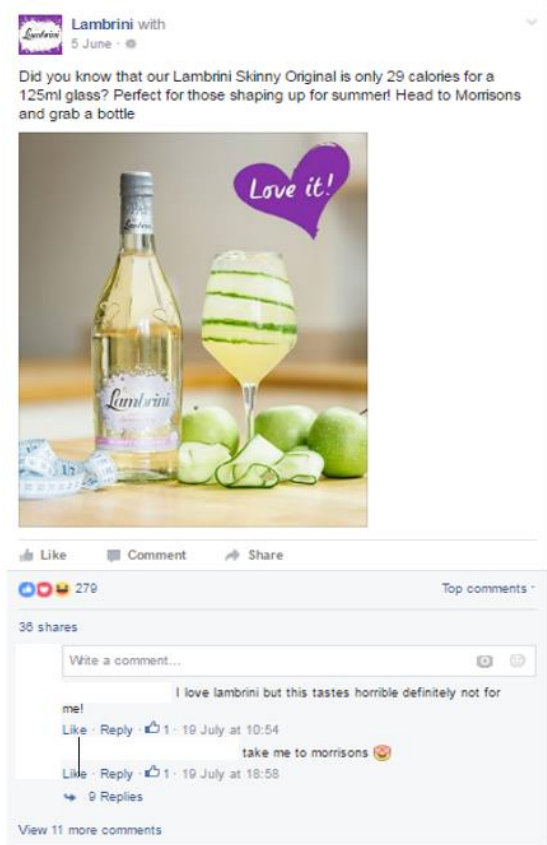 Lambrini with
5 June
Did you know that our Lambrini Skinny Original is only 29 calories for a
125ml glass? Perfect for those shaping up for summer! Head to Morrisons
and grab a bottle
Love it!
Lambrini
Like Comment Share
279 Top comments
36 shares
Write a comment...
I love lambrini but this tastes horrible definitely not for
me!
Like · Reply · 1 · 19 July at 10:54
take me to morrisons
Like · Reply · 1 · 19 July at 18:58
9 Replies
View 11 more comments